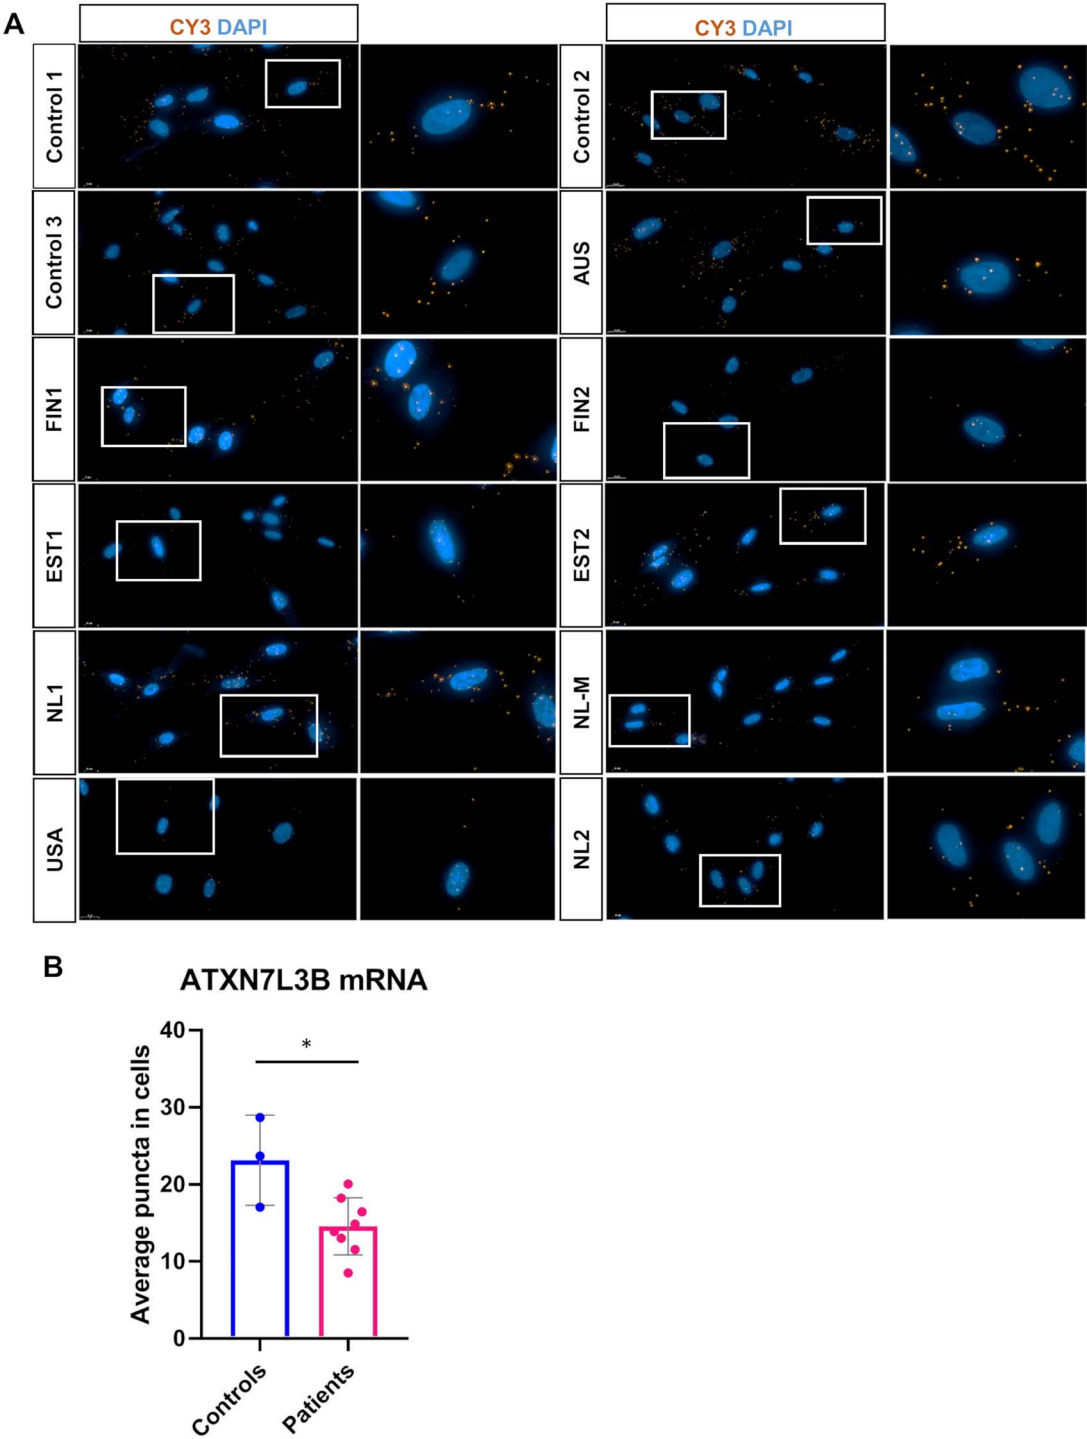 A
CY3 DAPI
CY3 DAPI
Control 1
Control 2
Control 3
AUS
FIN1
FIN2
EST1
EST2
NL1
NL-M
USA
NL2
B
ATXN7L3B mRNA
Average puncta in cells
40
30
20
10
0
*
Controls
Patients